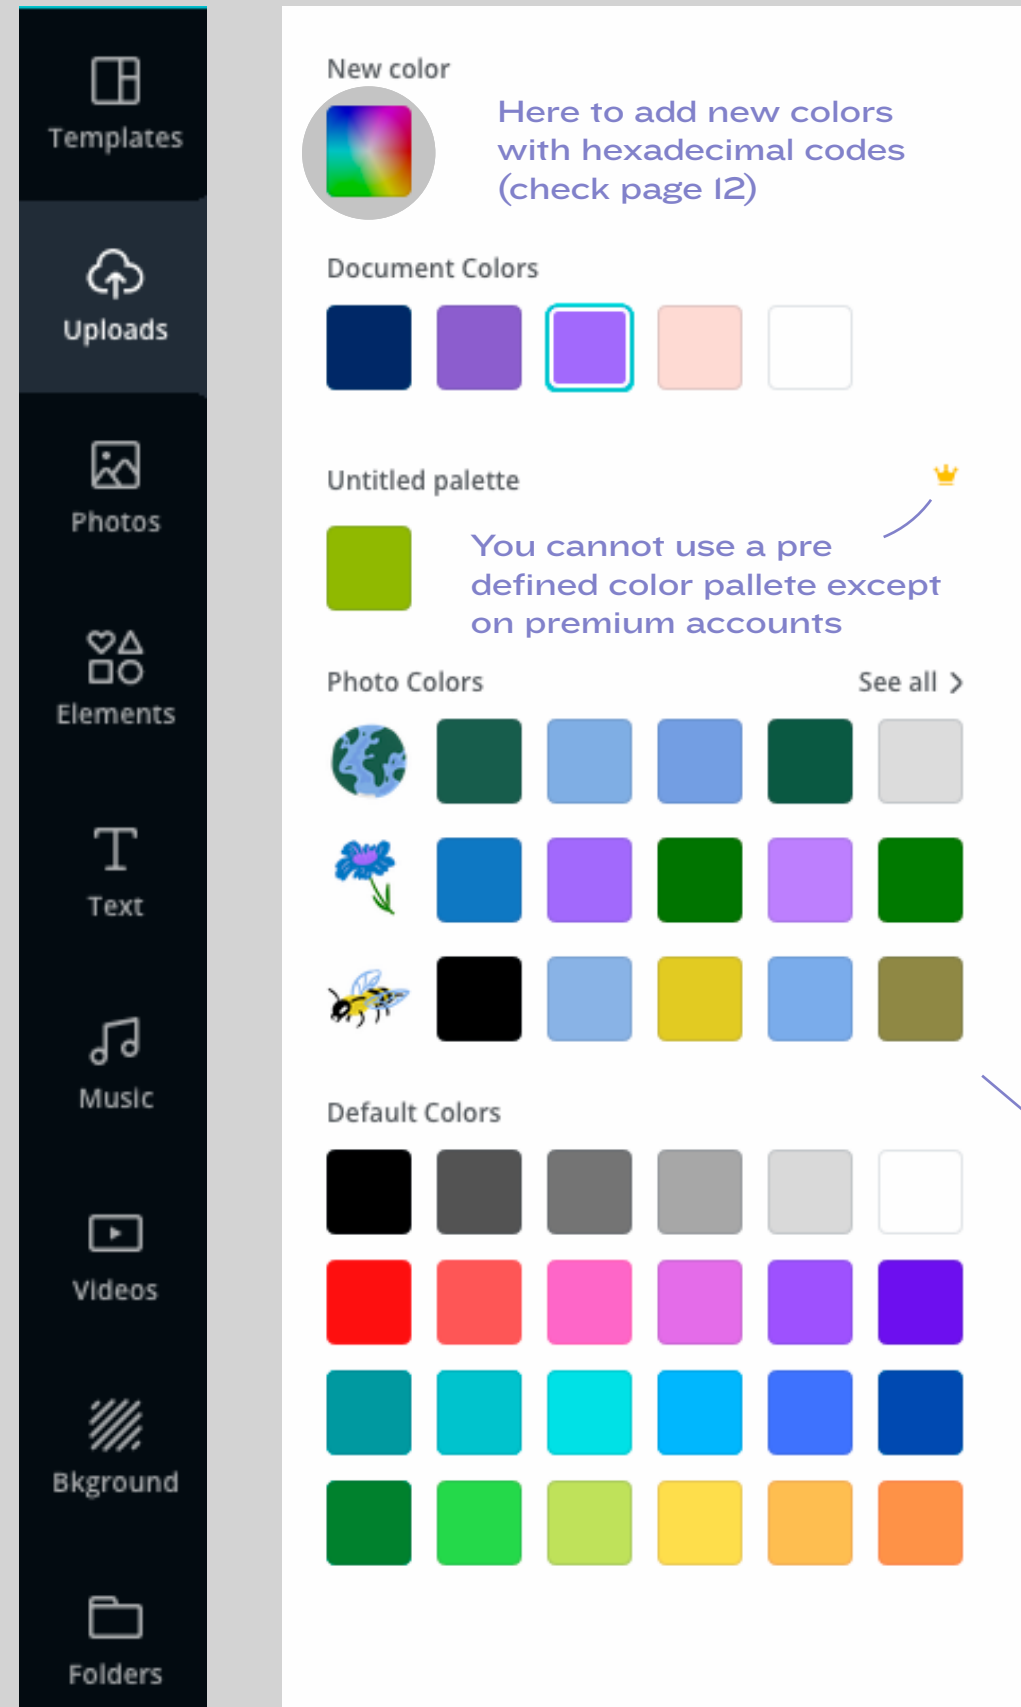 Templates
Uploads
Photos
Elements
Text
Music
Videos
Bkground
Folders
New color
Here to add new colors
with hexadecimal codes
(check page 12)
Document Colors
Untitled palette
You cannot use a pre
defined color pallete except
on premium accounts
Photo Colors
See all
Default Colors